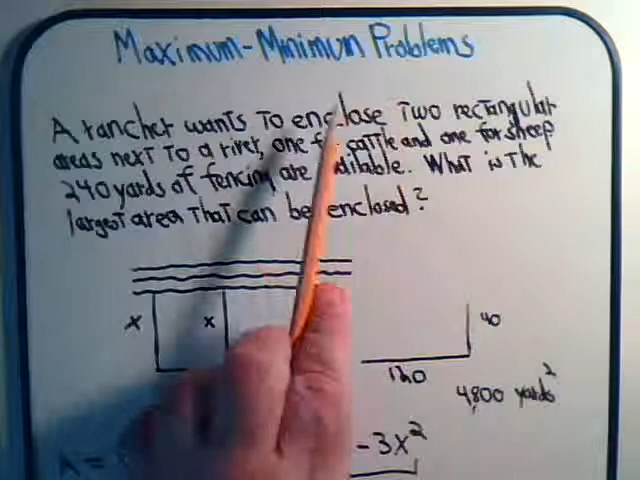 Maximum-Minimum Problems
A rancher wants to enclose two rectangular
areas next to a river, one cattle and one for sheep
240 yards of fencing are What is the
largest area that can be enclosed?
x x 40
120
4,800 yards²
A = - 3x²